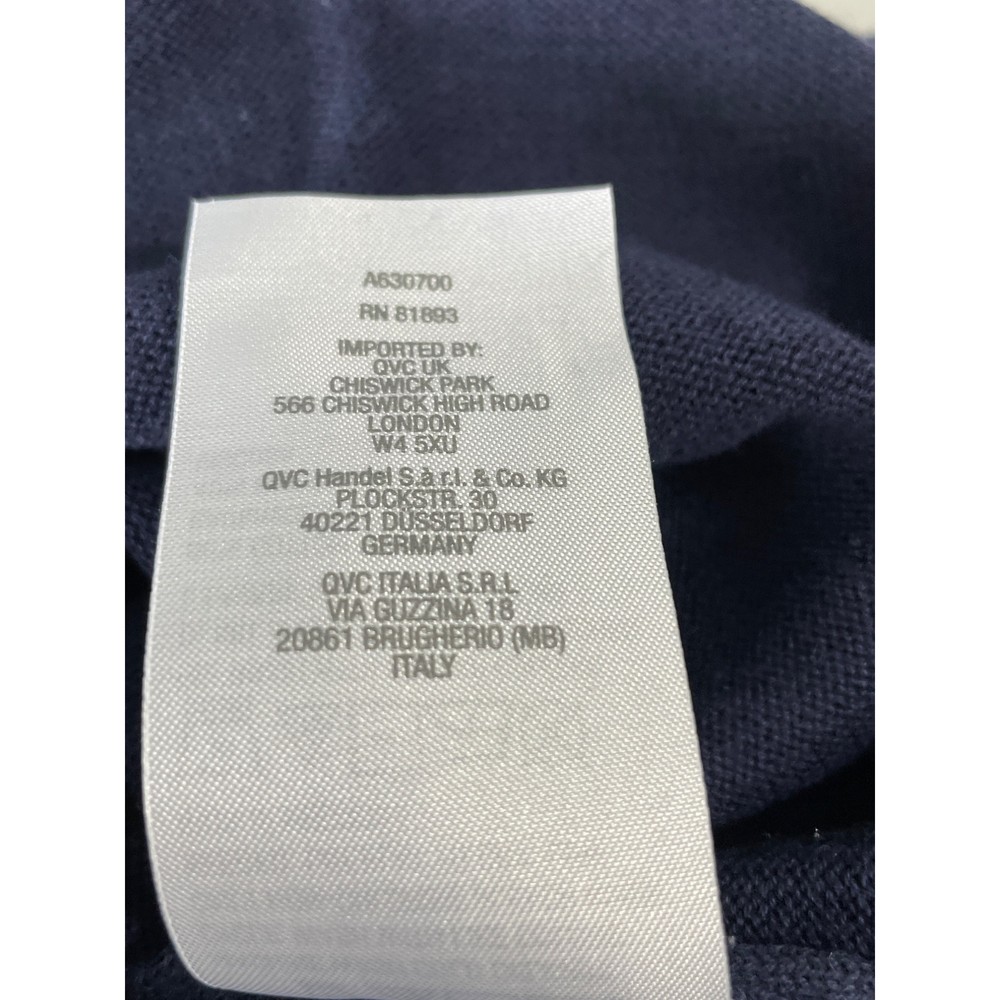 A630700
RN 81893
IMPORTED BY:
QVC UK
CHISWICK PARK
566 CHISWICK HIGH ROAD
LONDON
W4 5XU
QVC Handel S.à r.l. & Co. KG
PLOCKSTR. 30
40221 DÜSSELDORF
GERMANY
QVC ITALIA S.R.L
VIA GUZZINA 18
20861 BRUGHERIO (MB)
ITALY